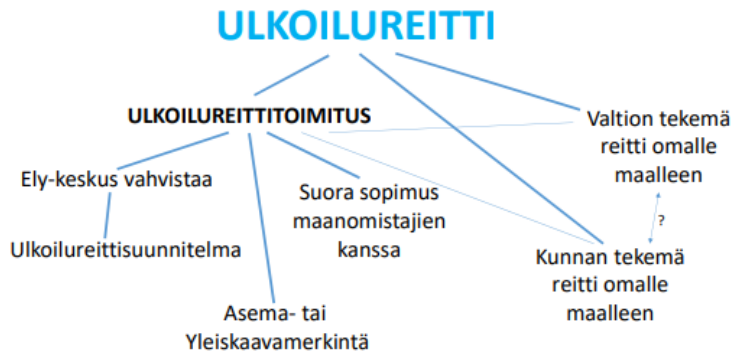 ULKOILUREITTI
ULKOILUREITTITOIMITUS
Valtion tekemä
reitti omalle
maalleen
Ely-keskus vahvistaa
Suora sopimus
maanomistajien
kanssa
?
Ulkoilureittisuunnitelma
Kunnan tekemä
reitti omalle
maalleen
Asema- tai
Yleiskaavamerkintä